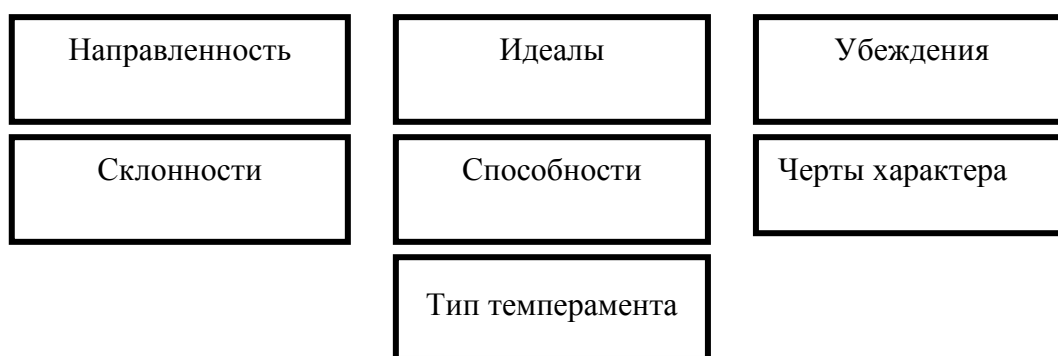 Направленность
Идеалы
Убеждения
Склонности
Способности
Черты характера
Тип темперамента